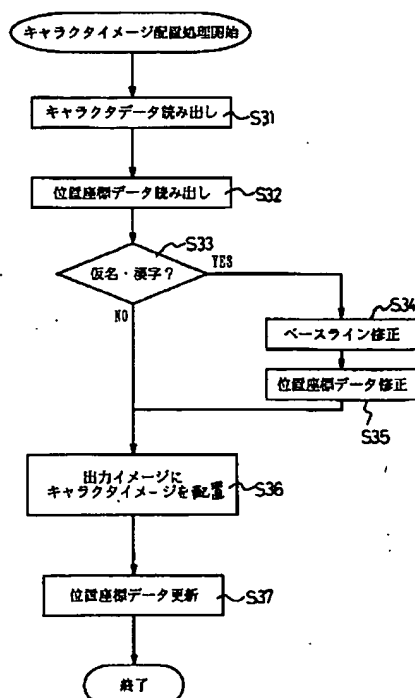 キャラクタイメージ配置処理開始
キャラクタデータ読み出し
S31
位置座標データ読み出し
S32
S33
仮名・漢字?
YES
NO
S34
ベースライン修正
位置座標データ修正
S35
出力イメージに
キャラクタイメージを配置
S36
位置座標データ更新
S37
終了